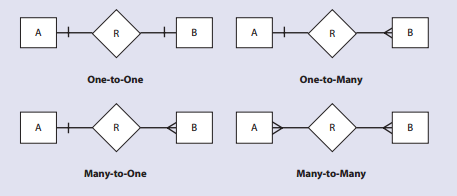 A R B A R B
One-to-One One-to-Many
A R B A R B
Many-to-One Many-to-Many